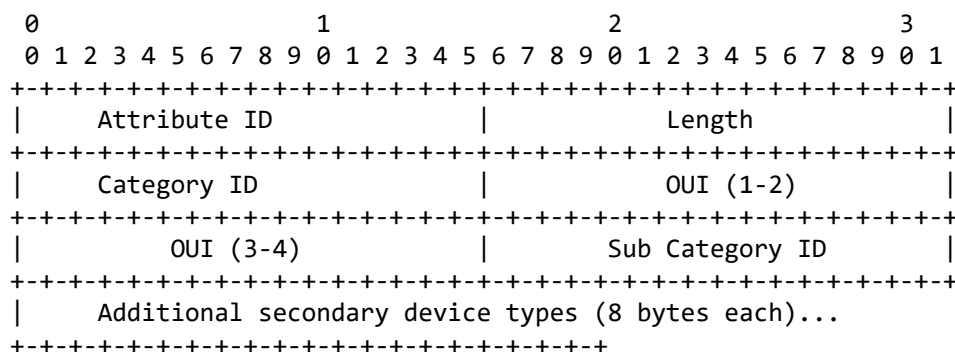 0                   1                   2                   3
0 1 2 3 4 5 6 7 8 9 0 1 2 3 4 5 6 7 8 9 0 1 2 3 4 5 6 7 8 9 0 1
+-+-+-+-+-+-+-+-+-+-+-+-+-+-+-+-+-+-+-+-+-+-+-+-+-+-+-+-+-+-+-+-+
|     Attribute ID              |            Length             |
+-+-+-+-+-+-+-+-+-+-+-+-+-+-+-+-+-+-+-+-+-+-+-+-+-+-+-+-+-+-+-+-+
|     Category ID               |            OUI (1-2)          |
+-+-+-+-+-+-+-+-+-+-+-+-+-+-+-+-+-+-+-+-+-+-+-+-+-+-+-+-+-+-+-+-+
|          OUI (3-4)            |        Sub Category ID        |
+-+-+-+-+-+-+-+-+-+-+-+-+-+-+-+-+-+-+-+-+-+-+-+-+-+-+-+-+-+-+-+-+
|     Additional secondary device types (8 bytes each)...
+-+-+-+-+-+-+-+-+-+-+-+-+-+-+-+-+-+-+-+-+